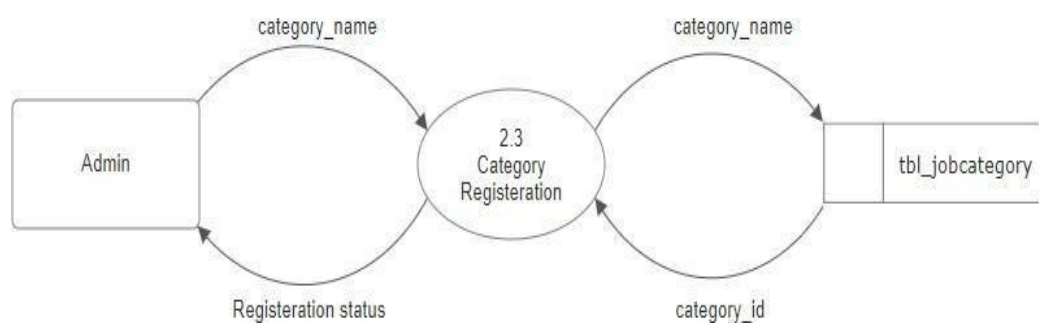 category_name
category_name
Admin
2.3
Category
Registeration
tbl_jobcategory
Registeration status
category_id